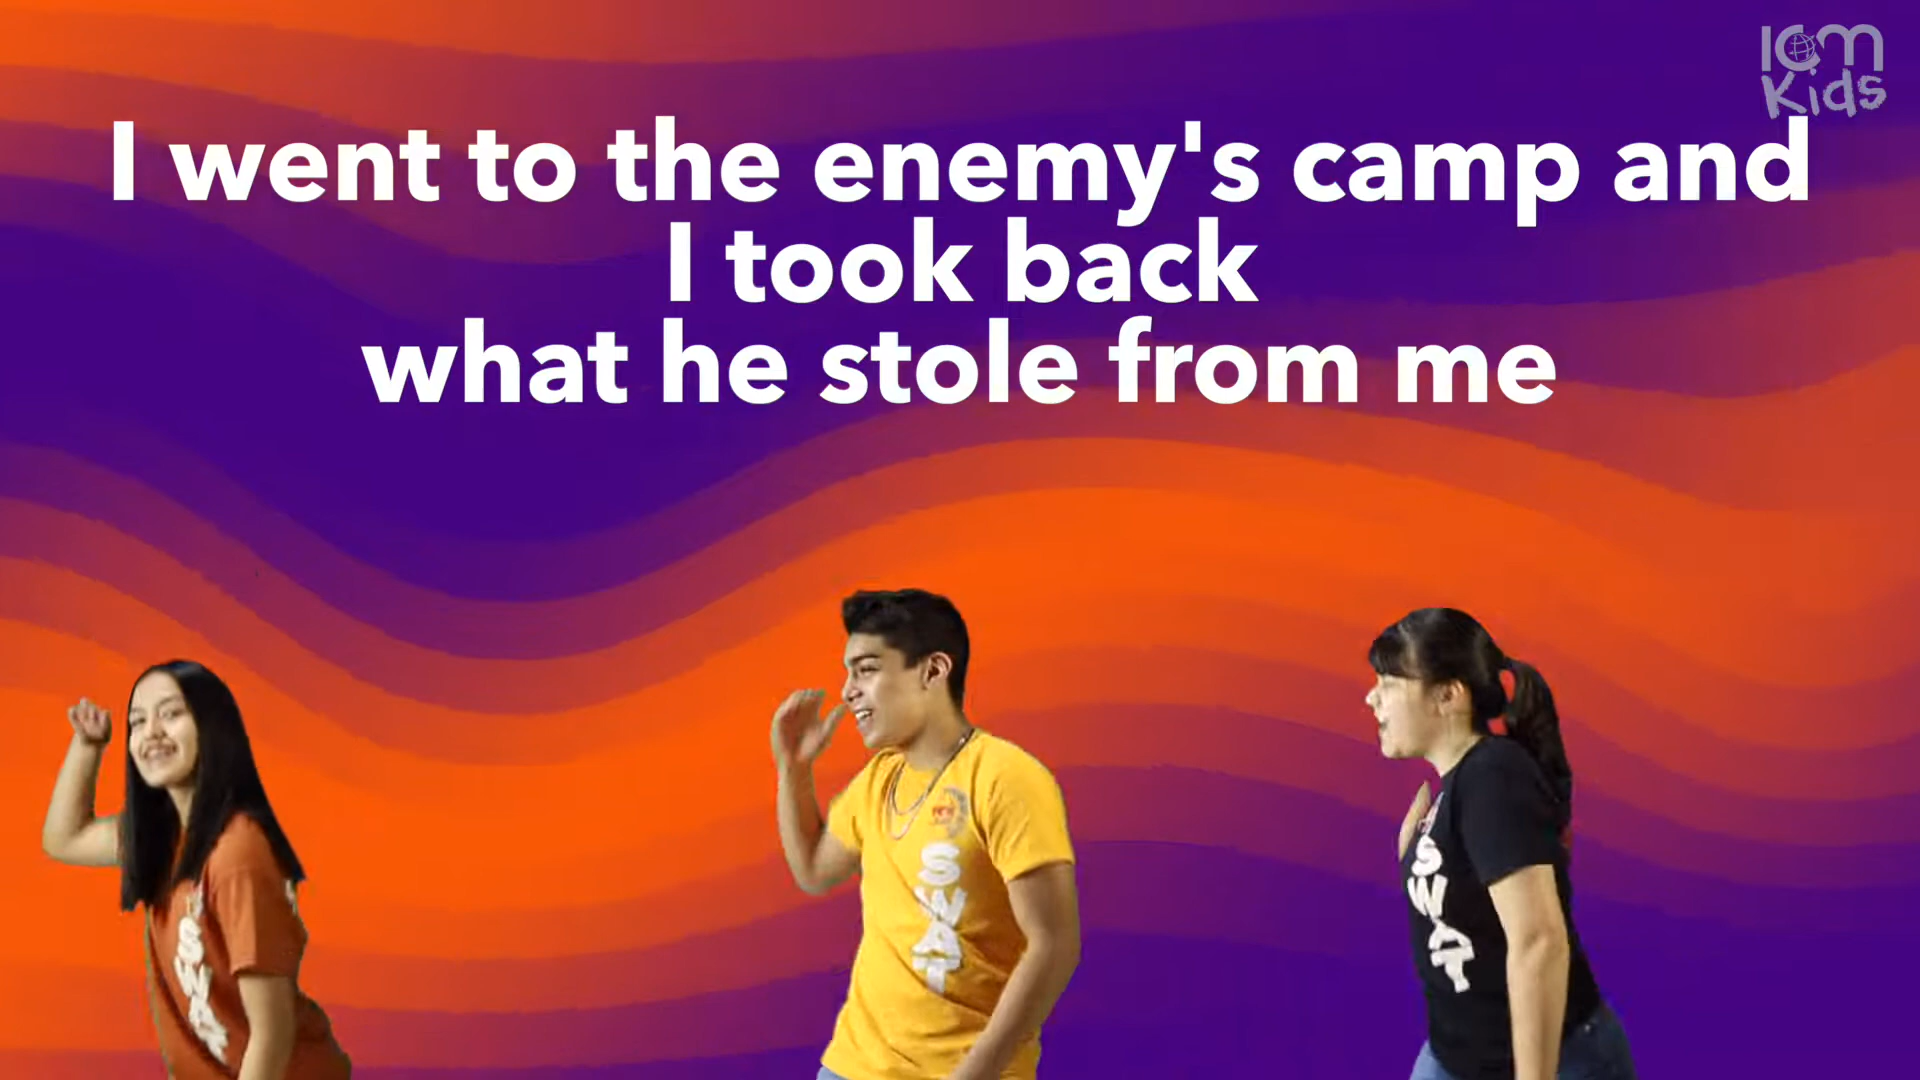 ICM
Kids
I went to the enemy's camp and
I took back
what he stole from me
SWAT
SWAT
SWAT